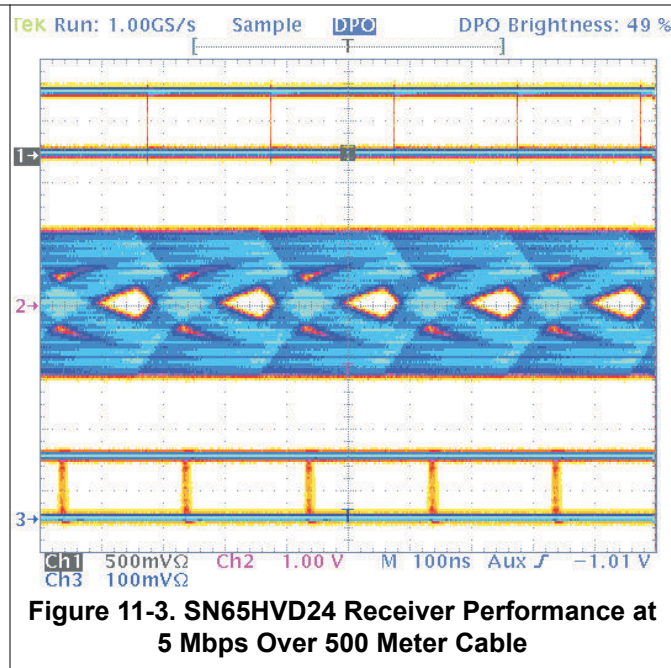 Tek Run: 1.00GS/s Sample DPO DPO Brightness: 49 %
T
1→
2→
3→
Ch1 500mVΩ Ch2 1.00 V M 100ns Aux ƒ −1.01 V
Ch3 100mVΩ
Figure 11-3. SN65HVD24 Receiver Performance at
5 Mbps Over 500 Meter Cable